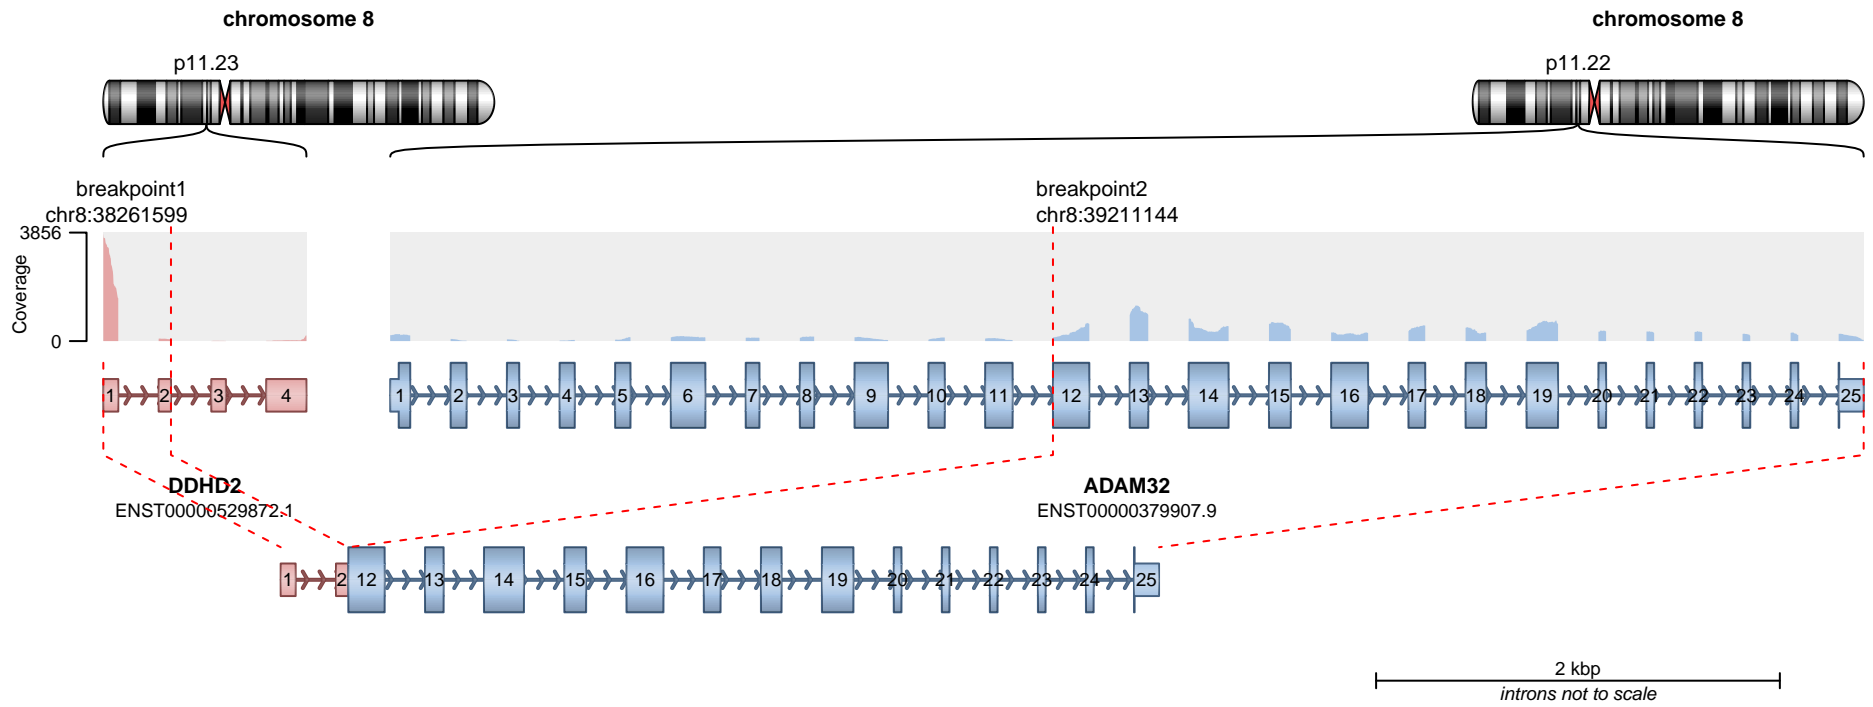 chromosome 8
chromosome 8
p11.23
p11.22
breakpoint1
chr8:38261599
breakpoint2
chr8:39211144
3856
Coverage
0
1 2 3 4
1 2 3 4 5 6 7 8 9 10 11 12 13 14 15 16 17 18 19 20 21 22 23 24 25
DDHD2
ENST00000529872.1
ADAM32
ENST00000379907.9
1 2 12 13 14 15 16 17 18 19 20 21 22 23 24 25
2 kbp
introns not to scale